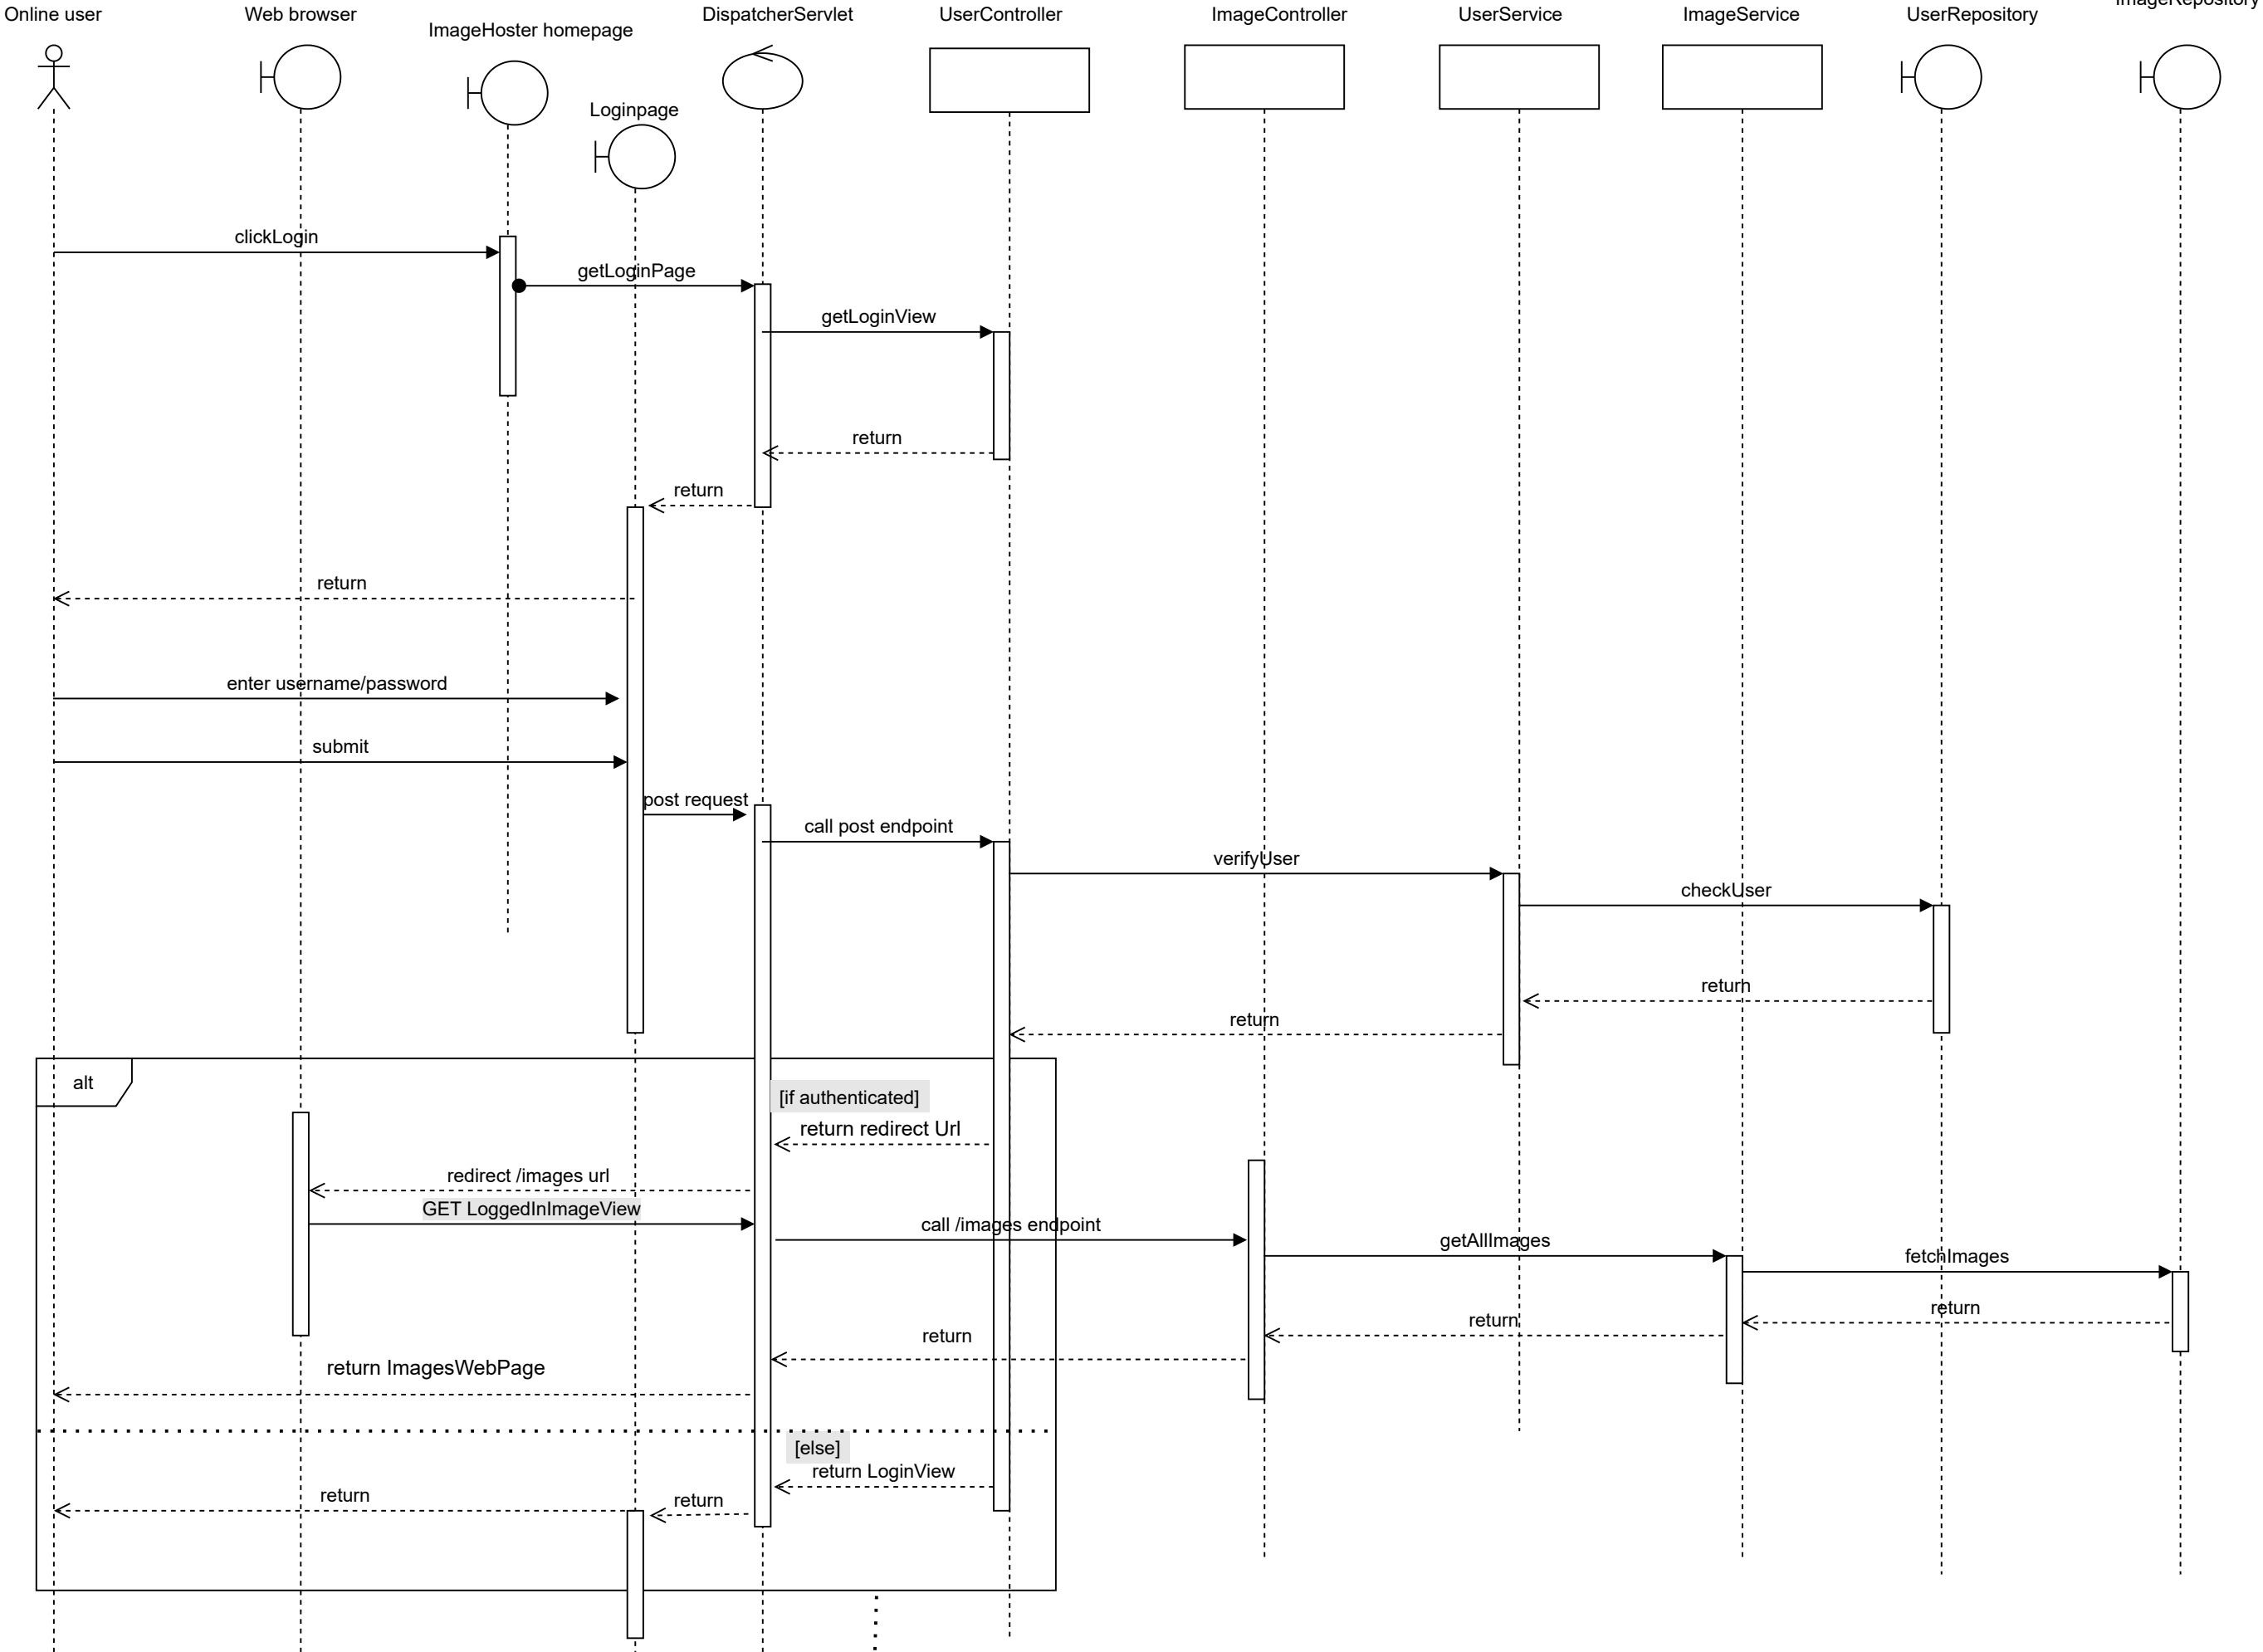 Online user
Web browser
ImageHoster homepage
Loginpage
DispatcherServlet
UserController
ImageController
UserService
ImageService
UserRepository
ImageRepository
clickLogin
getLoginPage
getLoginView
return
return
return
enter username/password
submit
post request
call post endpoint
verifyUser
checkUser
return
return
alt
[if authenticated]
return redirect Url
redirect /images url
GET LoggedInImageView
call /images endpoint
getAllImages
fetchImages
return
return
return
return ImagesWebPage
[else]
return LoginView
return
return